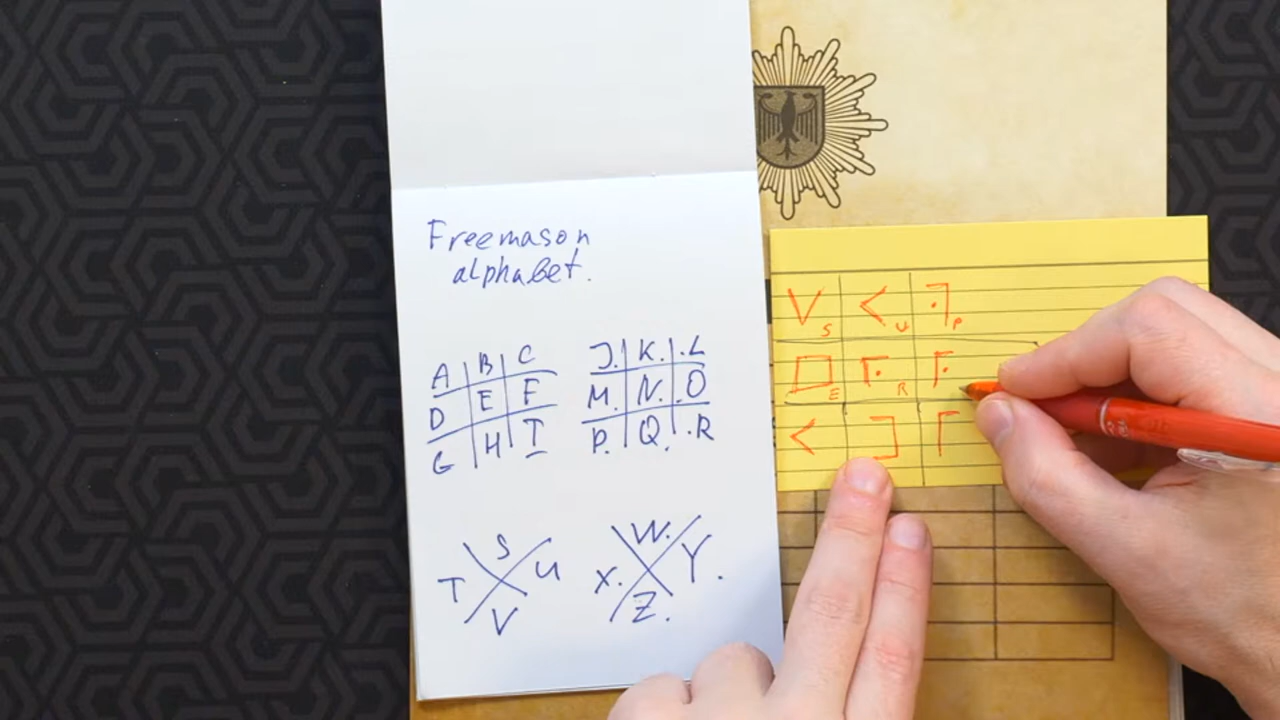 Freemason
alphabet.
A B C
D E F
G H I
J. K. .L
M. N. .O
P. Q. .R
S
T U
V
W.
X. Y.
Z.
S U P
E R